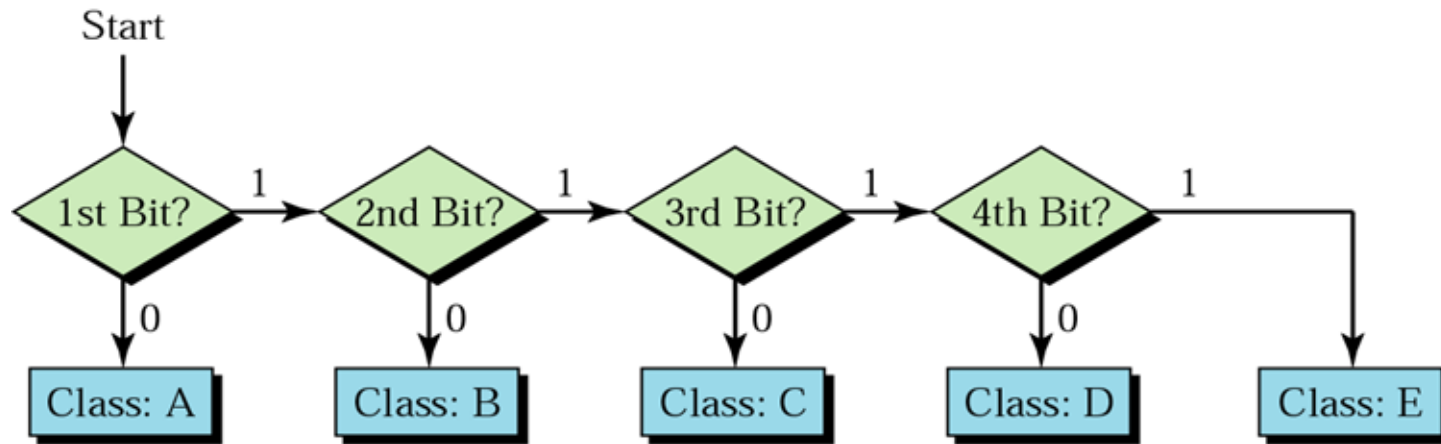 Start
1st Bit?
1
2nd Bit?
1
3rd Bit?
1
4th Bit?
1
0
0
0
0
Class: A
Class: B
Class: C
Class: D
Class: E